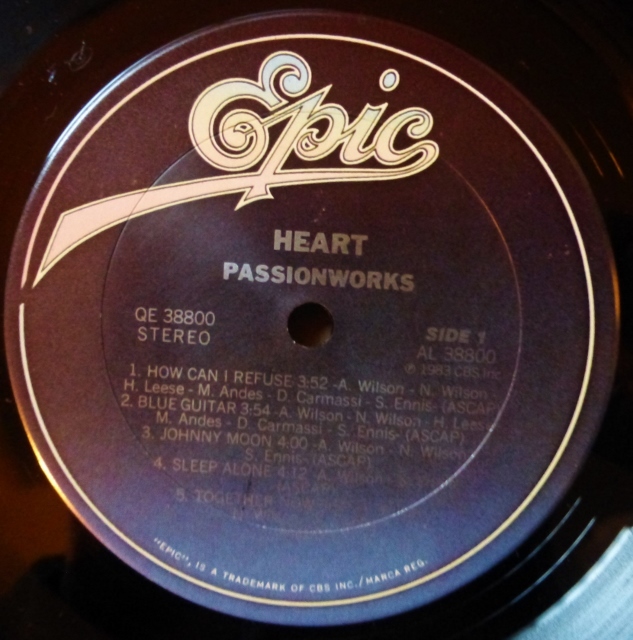 Epic
HEART
PASSIONWORKS
QE 38800
STEREO
SIDE 1
AL 38800
℗ 1983 CBS Inc.
1. HOW CAN I REFUSE 3:52 -A. Wilson - N. Wilson -
H. Leese - M. Andes - D. Carmassi - S. Ennis- (ASCAP)
2. BLUE GUITAR 3:54 -A. Wilson - N. Wilson - H. Leese
M. Andes - D. Carmassi - S. Ennis- (ASCAP)
3. JOHNNY MOON 4:00 -A. Wilson - N. Wilson
S. Ennis- (ASCAP)
4. SLEEP ALONE 4:12
5. TOGETHER
"EPIC", IS A TRADEMARK OF CBS INC./MARCA REG.